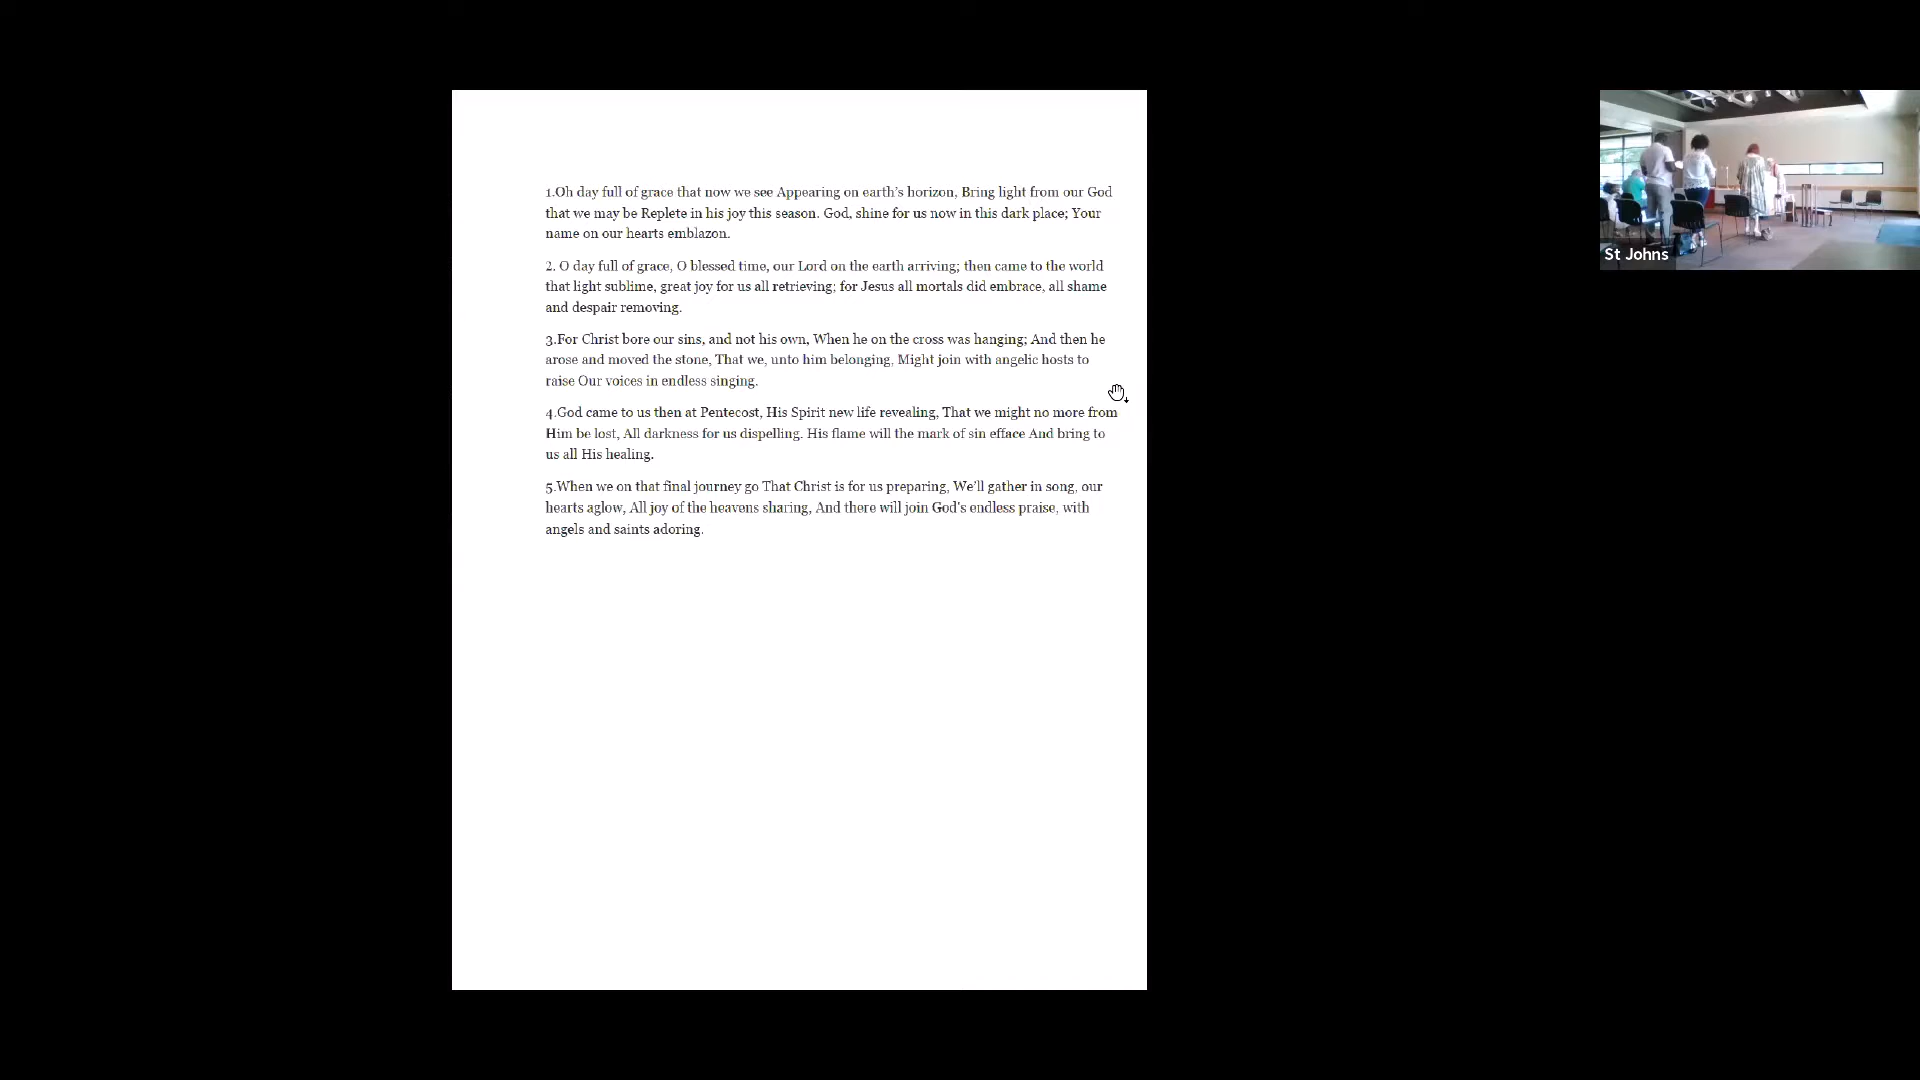 1.Oh day full of grace that now we see Appearing on earth's horizon, Bring light from our God
that we may be Replete in his joy this season. God, shine for us now in this dark place; Your
name on our hearts emblazon.
2. O day full of grace, O blessed time, our Lord on the earth arriving; then came to the world
that light sublime, great joy for us all retrieving; for Jesus all mortals did embrace, all shame
and despair removing.
3.For Christ bore our sins, and not his own, When he on the cross was hanging; And then he
arose and moved the stone, That we, unto him belonging, Might join with angelic hosts to
raise Our voices in endless singing.
4.God came to us then at Pentecost, His Spirit new life revealing, That we might no more from
Him be lost, All darkness for us dispelling. His flame will the mark of sin efface And bring to
us all His healing.
5.When we on that final journey go That Christ is for us preparing, We'll gather in song, our
hearts aglow, All joy of the heavens sharing, And there will join God's endless praise, with
angels and saints adoring.
St Johns